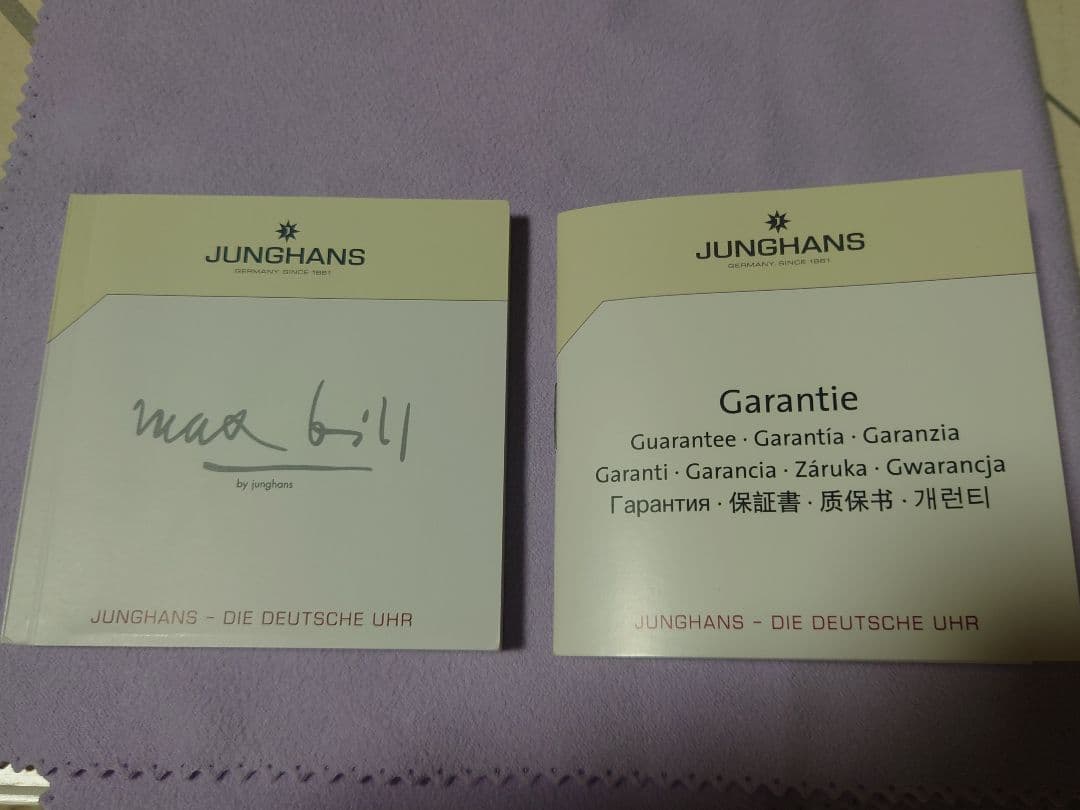 JUNGHANS
GERMANY SINCE 1861
max bill
by junghans
JUNGHANS – DIE DEUTSCHE UHR
JUNGHANS
GERMANY SINCE 1861
Garantie
Guarantee · Garantía · Garanzia
Garanti · Garancia · Záruka · Gwarancja
Гарантия · 保証書 · 质保书 · 개런티
JUNGHANS – DIE DEUTSCHE UHR